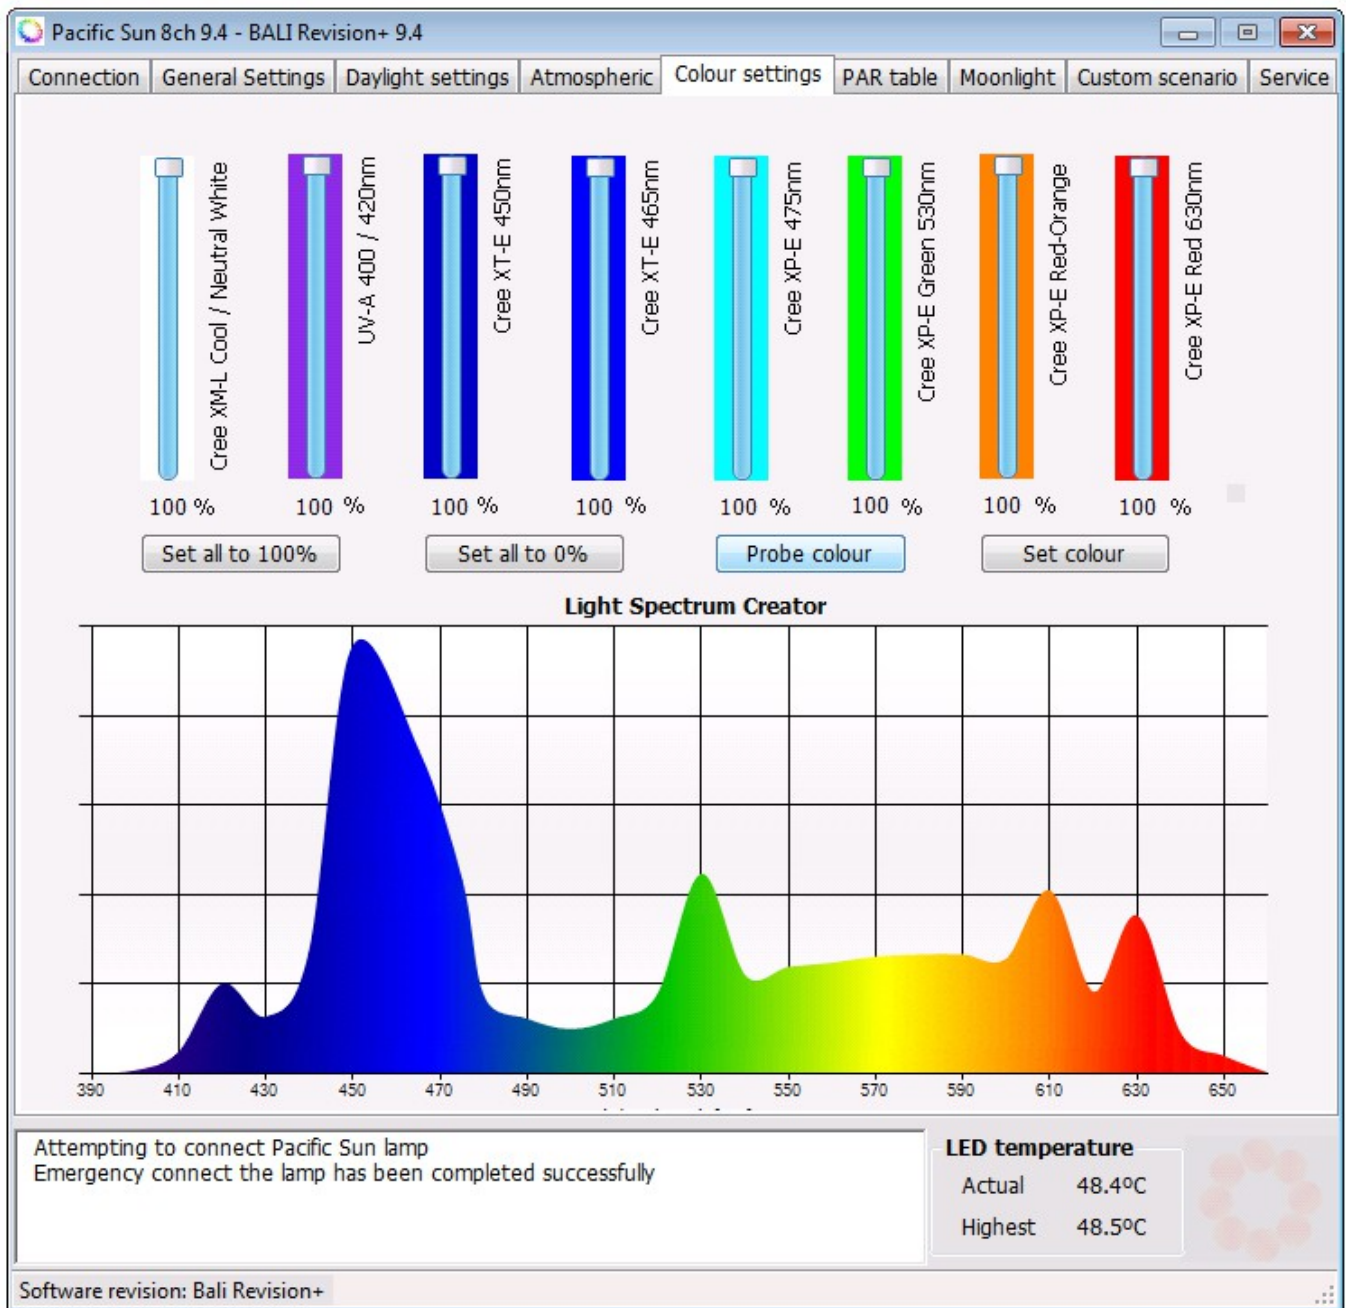 Pacific Sun 8ch 9.4 - BALI Revision+ 9.4
Connection General Settings Daylight settings Atmospheric Colour settings PAR table Moonlight Custom scenario Service
Cree XM-L Cool / Neutral White
UV-A 400 / 420nm
Cree XT-E 450nm
Cree XT-E 465nm
Cree XP-E 475nm
Cree XP-E Green 530nm
Cree XP-E Red-Orange
Cree XP-E Red 630nm
100 % 100 % 100 % 100 % 100 % 100 % 100 % 100 %
Set all to 100% Set all to 0% Probe colour Set colour
Light Spectrum Creator
390 410 430 450 470 490 510 530 550 570 590 610 630 650
Attempting to connect Pacific Sun lamp
Emergency connect the lamp has been completed successfully
LED temperature
Actual 48.4ºC
Highest 48.5ºC
Software revision: Bali Revision+